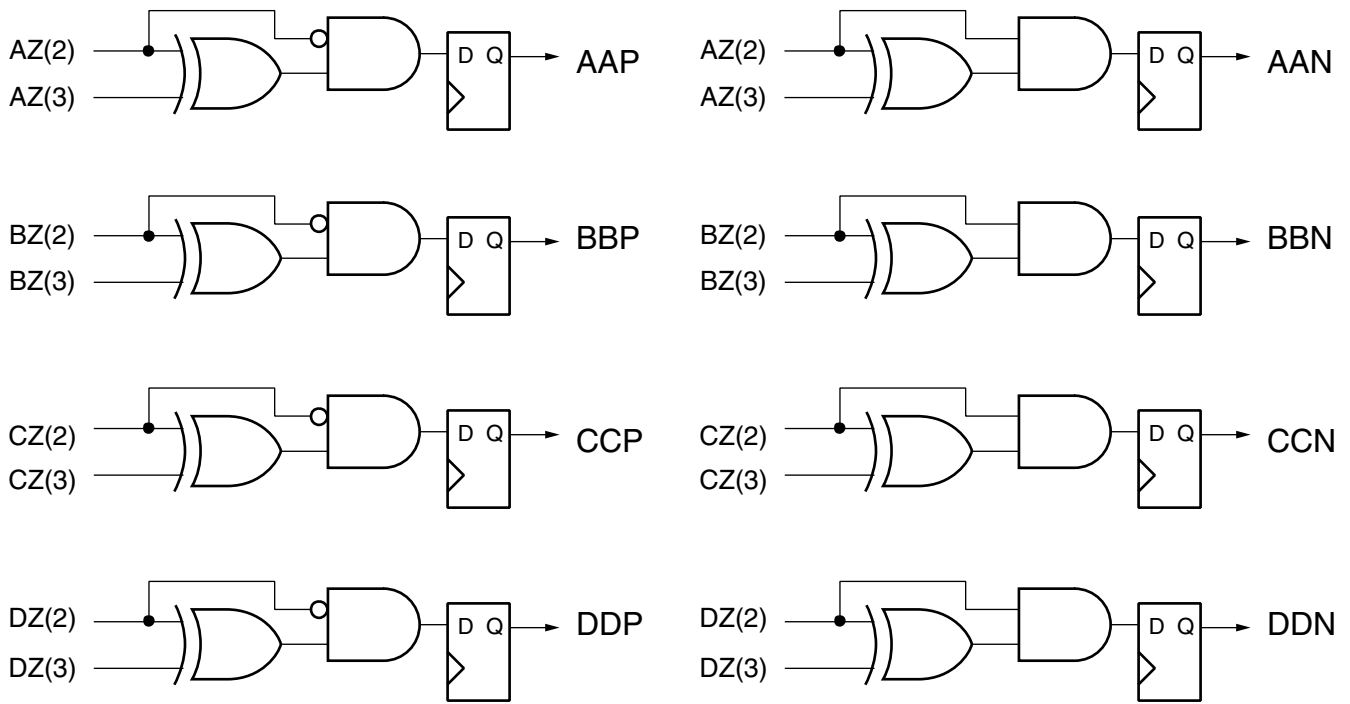 AZ(2) D Q AAP AZ(2) D Q AAN
AZ(3) AZ(3)
BZ(2) D Q BBP BZ(2) D Q BBN
BZ(3) BZ(3)
CZ(2) D Q CCP CZ(2) D Q CCN
CZ(3) CZ(3)
DZ(2) D Q DDP DZ(2) D Q DDN
DZ(3) DZ(3)